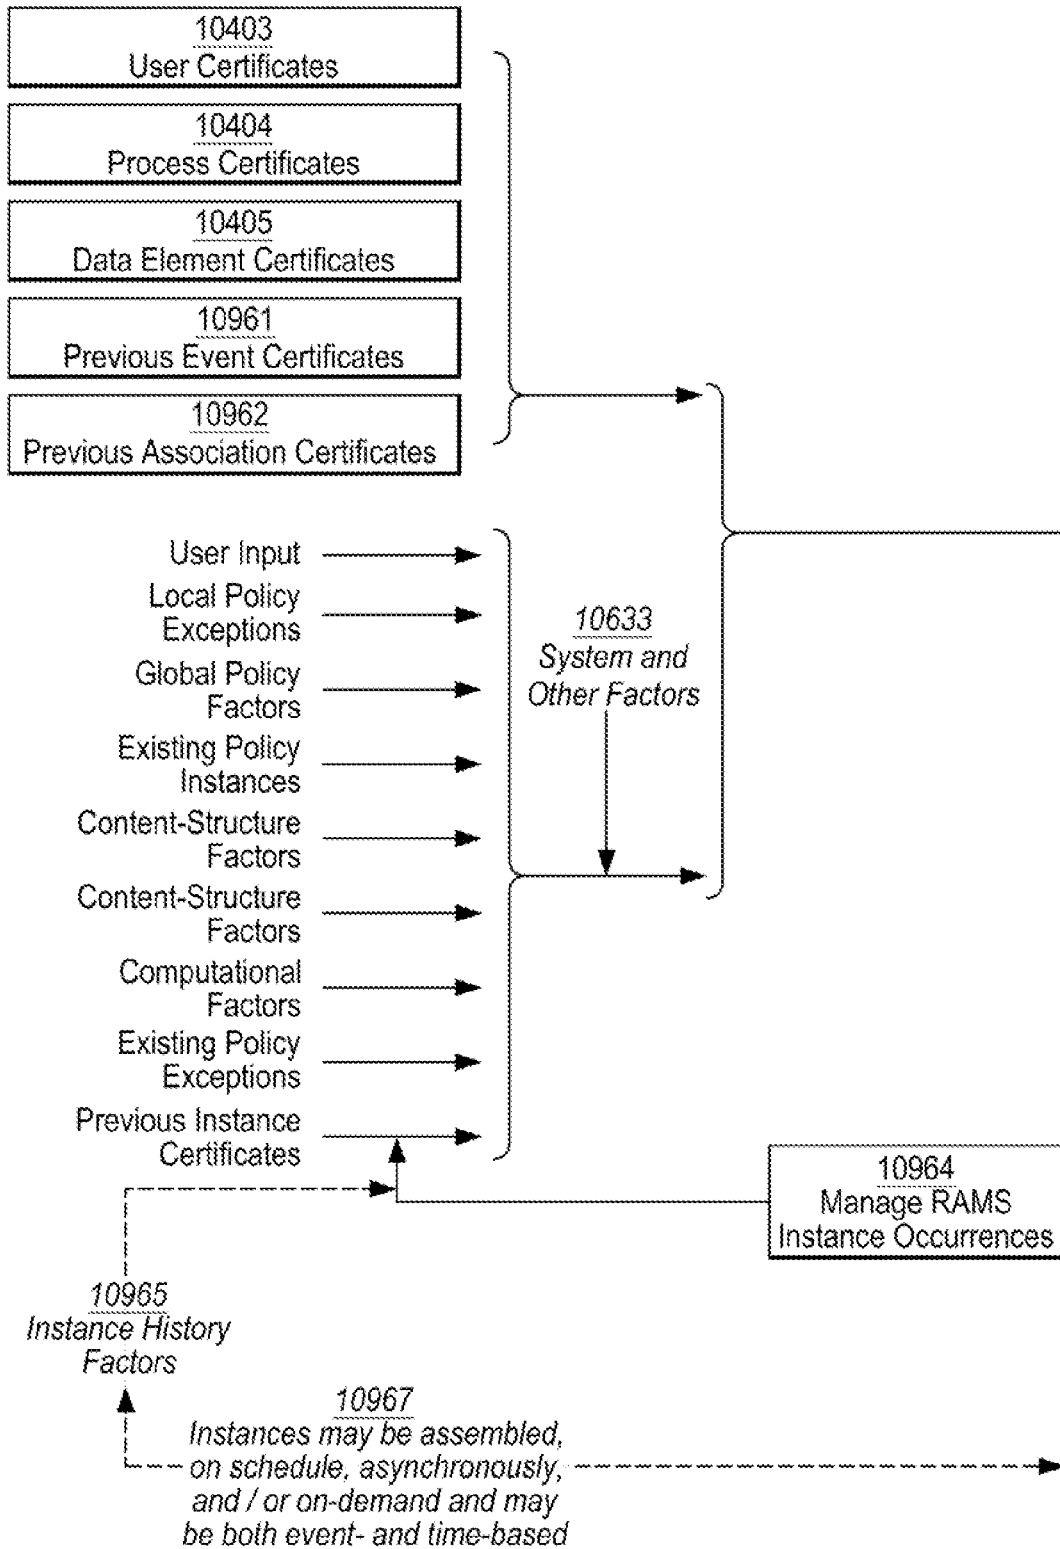 10403
User Certificates
10404
Process Certificates
10405
Data Element Certificates
10961
Previous Event Certificates
10962
Previous Association Certificates
User Input
Local Policy
Exceptions
Global Policy
Factors
Existing Policy
Instances
Content-Structure
Factors
Content-Structure
Factors
Computational
Factors
Existing Policy
Exceptions
Previous Instance
Certificates
10633
System and
Other Factors
10964
Manage RAMS
Instance Occurrences
10965
Instance History
Factors
10967
Instances may be assembled,
on schedule, asynchronously,
and / or on-demand and may
be both event- and time-based